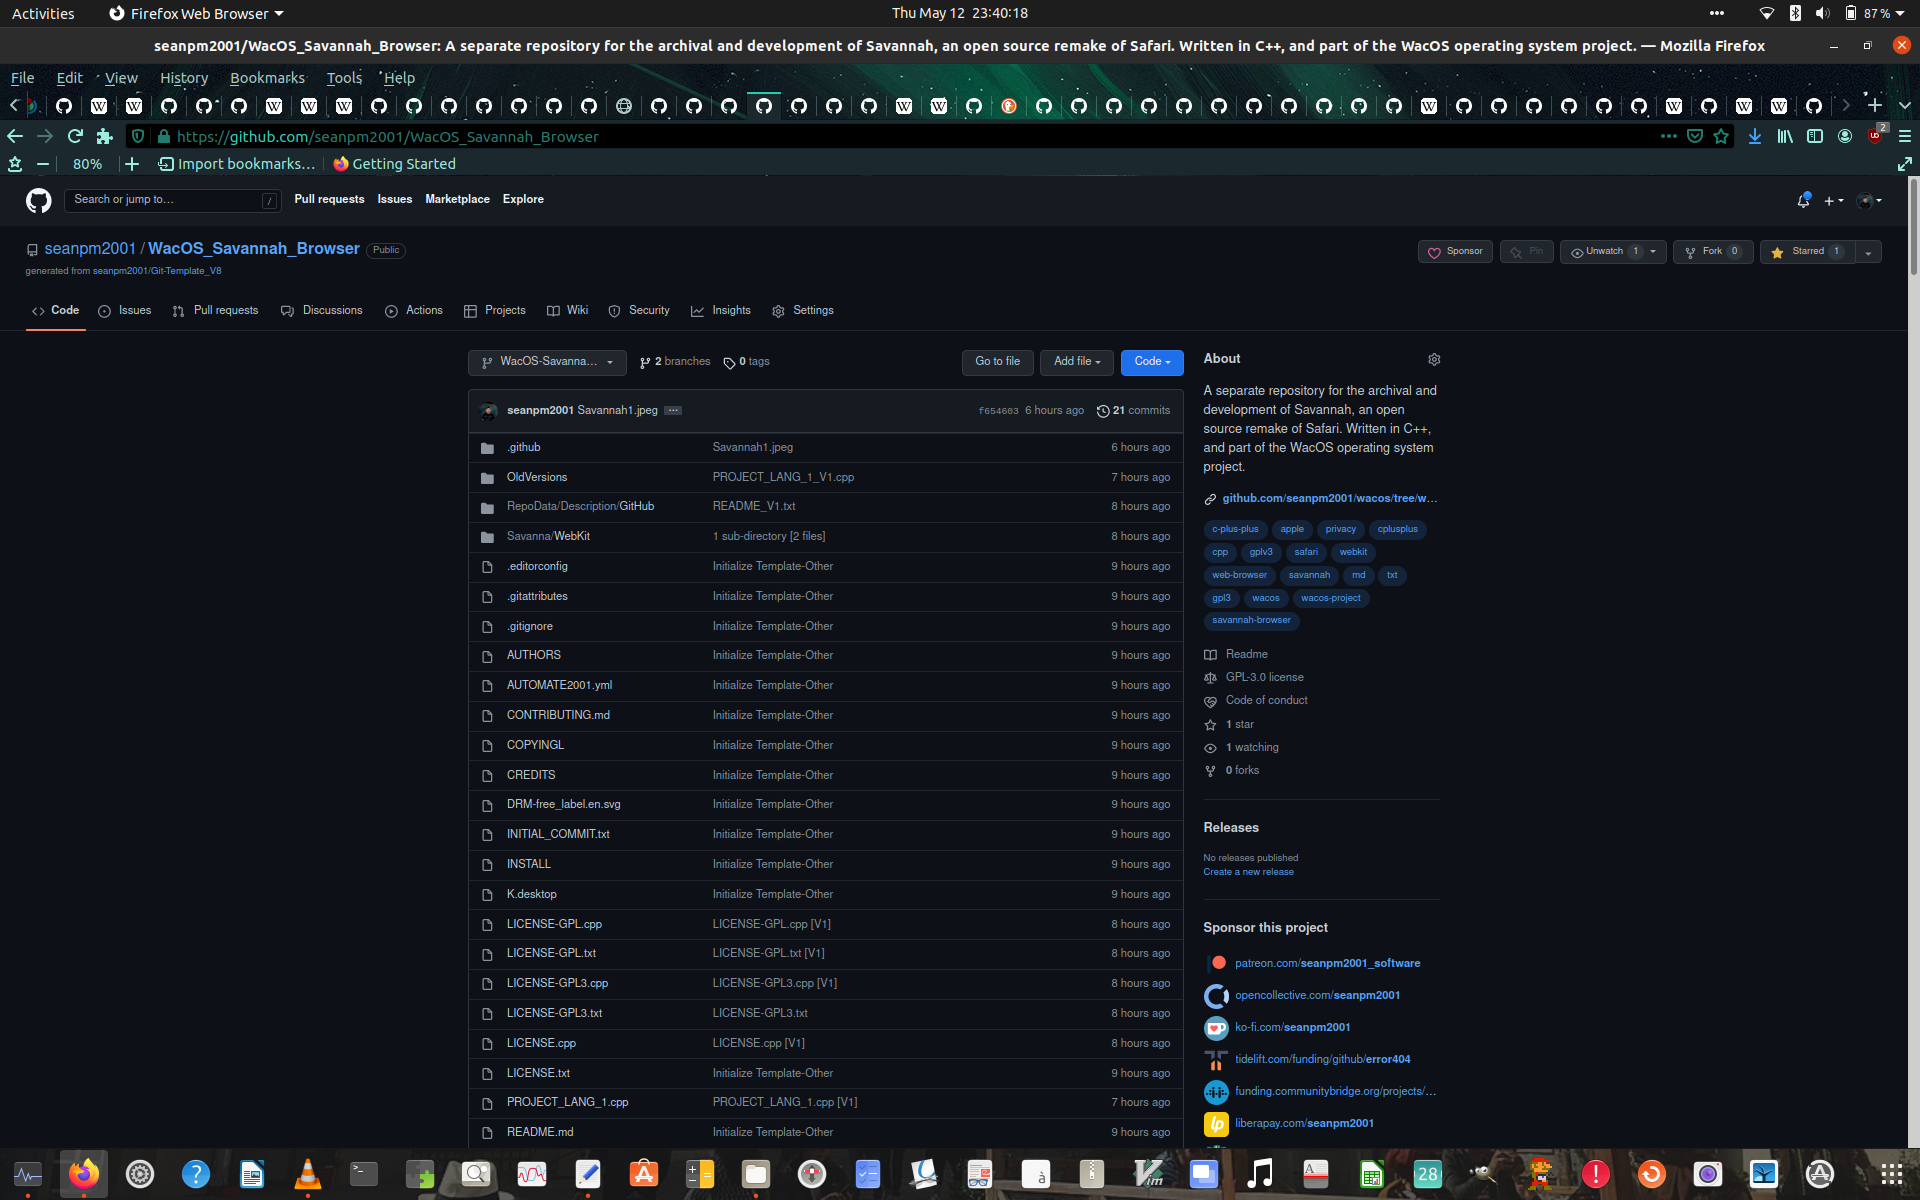 Activities
Firefox Web Browser
Thu May 12 23:40:18
87 %
seanpm2001/WacOS_Savannah_Browser: A separate repository for the archival and development of Savannah, an open source remake of Safari. Written in C++, and part of the WacOS operating system project. — Mozilla Firefox
File Edit View History Bookmarks Tools Help
https://github.com/seanpm2001/WacOS_Savannah_Browser
2
80%
Import bookmarks...
Getting Started
Search or jump to...
/
Pull requests Issues Marketplace Explore
seanpm2001 / WacOS_Savannah_Browser
Public
Sponsor
Pin
Unwatch 1
Fork 0
Starred 1
generated from seanpm2001/Git-Template_V8
Code
Issues
Pull requests
Discussions
Actions
Projects
Wiki
Security
Insights
Settings
WacOS-Savanna...
2 branches
0 tags
Go to file
Add file
Code
seanpm2001 Savannah1.jpeg
f654603 6 hours ago
21 commits
.github Savannah1.jpeg 6 hours ago
OldVersions PROJECT_LANG_1_V1.cpp 7 hours ago
RepoData/Description/GitHub README_V1.txt 8 hours ago
Savanna/WebKit 1 sub-directory [2 files] 8 hours ago
.editorconfig Initialize Template-Other 9 hours ago
.gitattributes Initialize Template-Other 9 hours ago
.gitignore Initialize Template-Other 9 hours ago
AUTHORS Initialize Template-Other 9 hours ago
AUTOMATE2001.yml Initialize Template-Other 9 hours ago
CONTRIBUTING.md Initialize Template-Other 9 hours ago
COPYINGL Initialize Template-Other 9 hours ago
CREDITS Initialize Template-Other 9 hours ago
DRM-free_label.en.svg Initialize Template-Other 9 hours ago
INITIAL_COMMIT.txt Initialize Template-Other 9 hours ago
INSTALL Initialize Template-Other 9 hours ago
K.desktop Initialize Template-Other 9 hours ago
LICENSE-GPL.cpp LICENSE-GPL.cpp [V1] 8 hours ago
LICENSE-GPL.txt LICENSE-GPL.txt [V1] 8 hours ago
LICENSE-GPL3.cpp LICENSE-GPL3.cpp [V1] 8 hours ago
LICENSE-GPL3.txt LICENSE-GPL3.txt 8 hours ago
LICENSE.cpp LICENSE.cpp [V1] 8 hours ago
LICENSE.txt Initialize Template-Other 9 hours ago
PROJECT_LANG_1.cpp PROJECT_LANG_1.cpp [V1] 7 hours ago
README.md Initialize Template-Other 9 hours ago
About
A separate repository for the archival and
development of Savannah, an open
source remake of Safari. Written in C++,
and part of the WacOS operating system
project.
github.com/seanpm2001/wacos/tree/w...
c-plus-plus apple privacy cplusplus
cpp gplv3 safari webkit
web-browser savannah md txt
gpl3 wacos wacos-project
savannah-browser
Readme
GPL-3.0 license
Code of conduct
1 star
1 watching
0 forks
Releases
No releases published
Create a new release
Sponsor this project
patreon.com/seanpm2001_software
opencollective.com/seanpm2001
ko-fi.com/seanpm2001
tidelift.com/funding/github/error404
funding.communitybridge.org/projects/...
lp
liberapay.com/seanpm2001
28